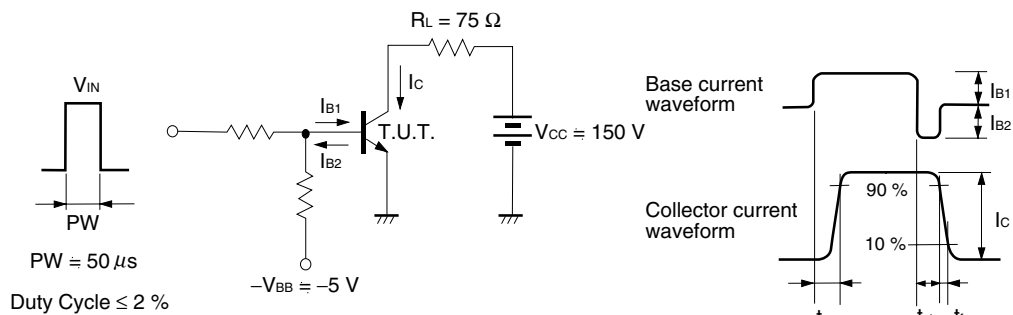 RL = 75 Ω
VIN
IC
IB1
T.U.T.
IB2
VCC ≒ 150 V
PW
PW ≒ 50 μs
Duty Cycle ≤ 2 %
−VBB ≒ −5 V
Base current
waveform
IB1
IB2
Collector current
waveform
90 %
10 %
IC